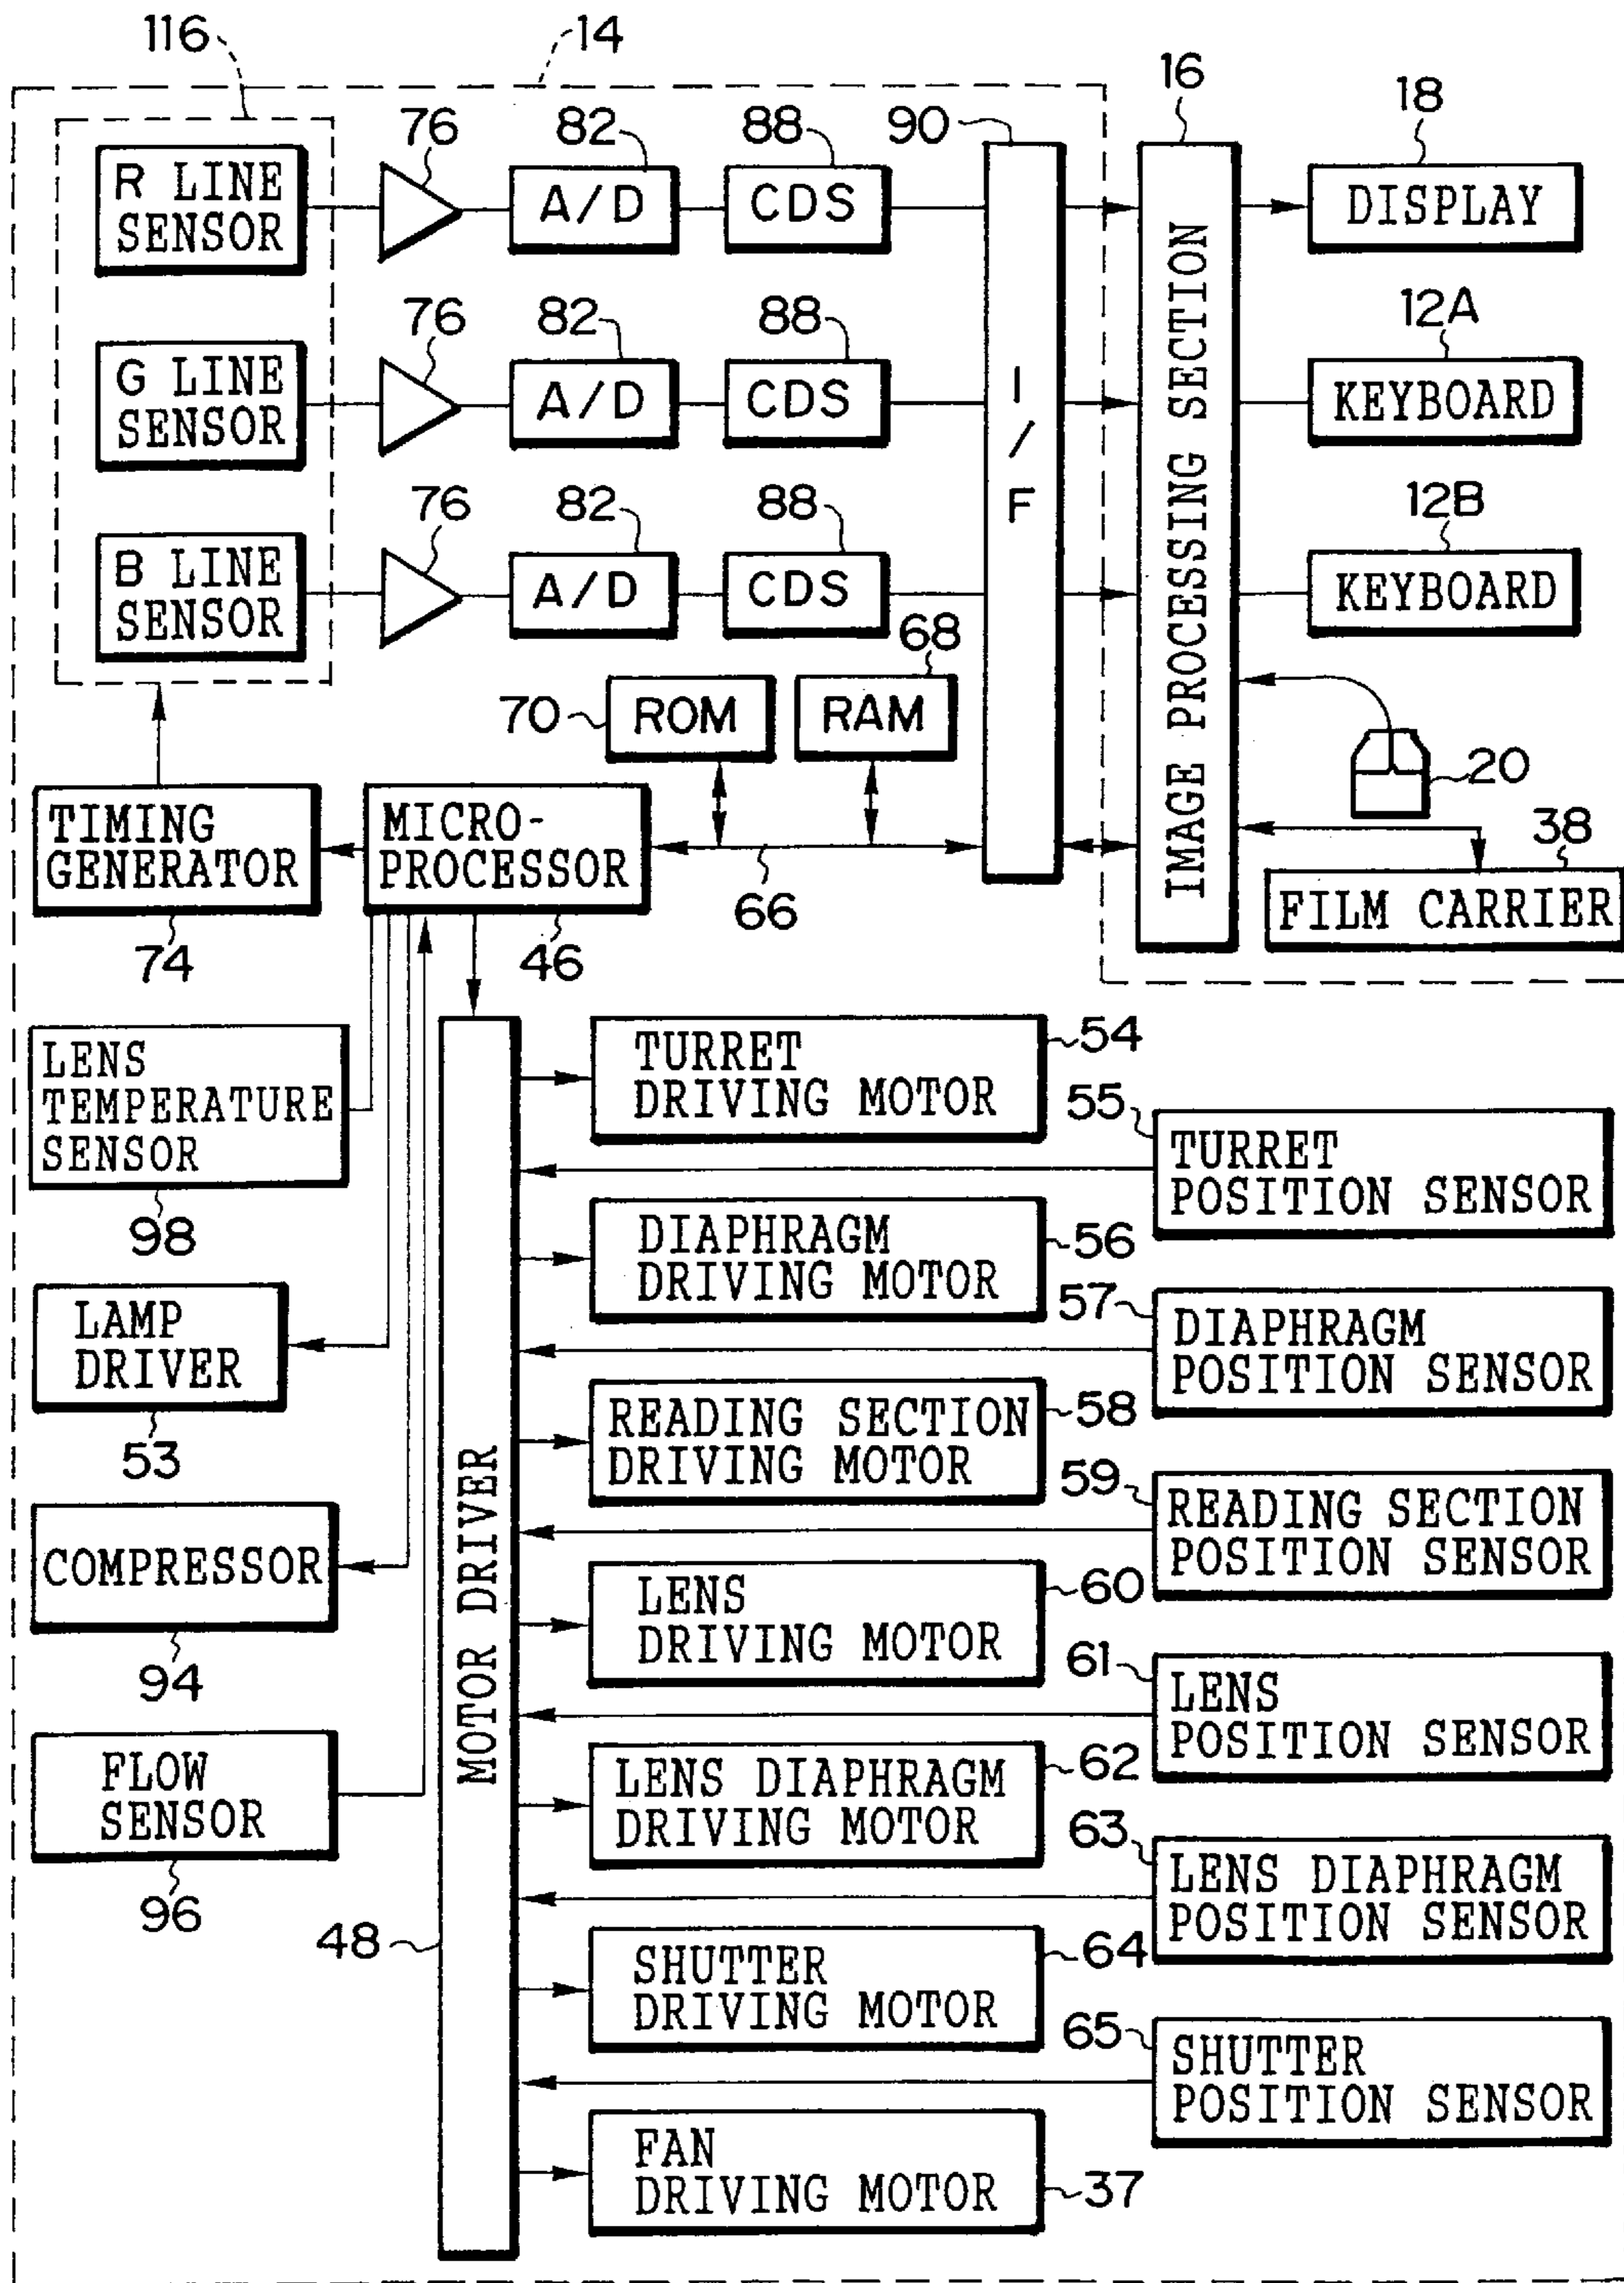 116
14
16
18
76
82
88
90
R LINE
SENSOR
A/D
CDS
DISPLAY
76
82
88
12A
G LINE
SENSOR
A/D
CDS
I/F
IMAGE PROCESSING SECTION
KEYBOARD
76
82
88
12B
B LINE
SENSOR
A/D
CDS
KEYBOARD
68
70
ROM
RAM
20
TIMING
GENERATOR
MICRO-
PROCESSOR
38
FILM CARRIER
74
46
66
LENS
TEMPERATURE
SENSOR
98
LAMP
DRIVER
53
COMPRESSOR
94
FLOW
SENSOR
96
48
MOTOR DRIVER
TURRET
DRIVING MOTOR
54
55
TURRET
POSITION SENSOR
DIAPHRAGM
DRIVING MOTOR
56
57
DIAPHRAGM
POSITION SENSOR
READING SECTION
DRIVING MOTOR
58
59
READING SECTION
POSITION SENSOR
LENS
DRIVING MOTOR
60
61
LENS
POSITION SENSOR
LENS DIAPHRAGM
DRIVING MOTOR
62
63
LENS DIAPHRAGM
POSITION SENSOR
SHUTTER
DRIVING MOTOR
64
65
SHUTTER
POSITION SENSOR
FAN
DRIVING MOTOR
37